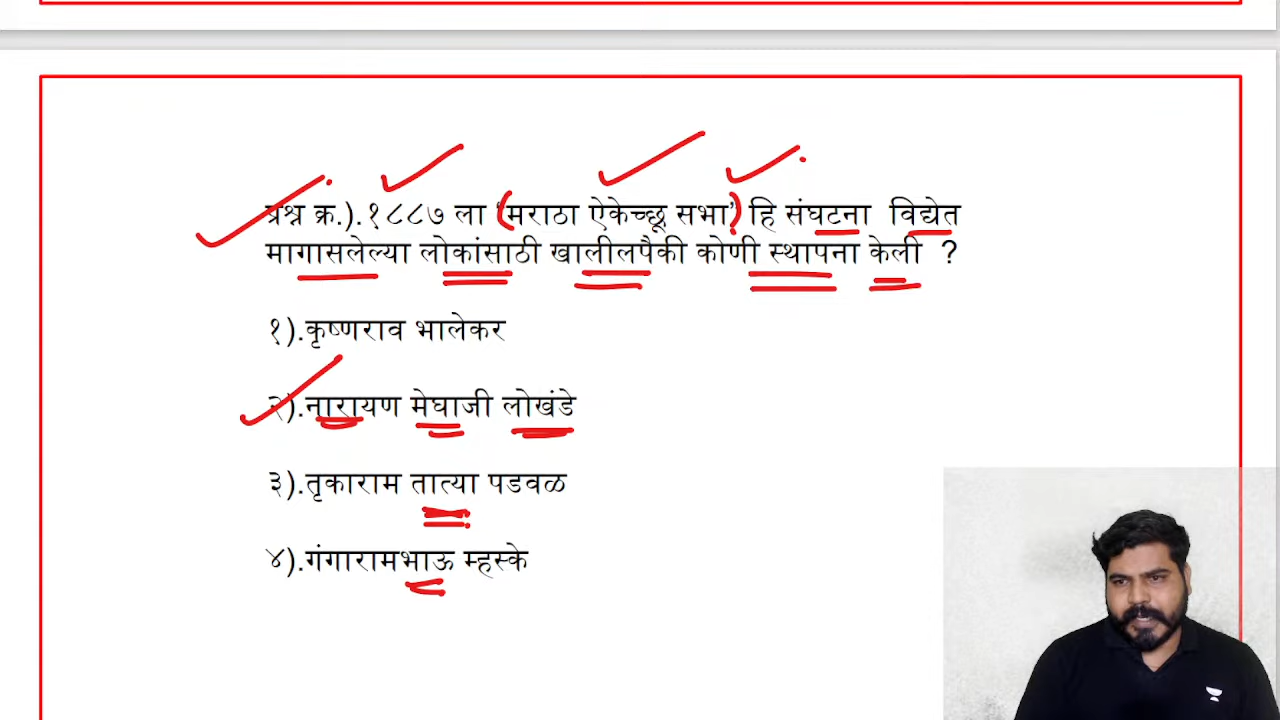 प्रश्न क्र.).१८८७ ला 'मराठा ऐकेच्छू सभा' हि संघटना विद्येत
मागासलेल्या लोकांसाठी खालीलपैकी कोणी स्थापना केली ?
१).कृष्णराव भालेकर
२).नारायण मेघाजी लोखंडे
३).तृकाराम तात्या पडवळ
४).गंगारामभाऊ म्हस्के